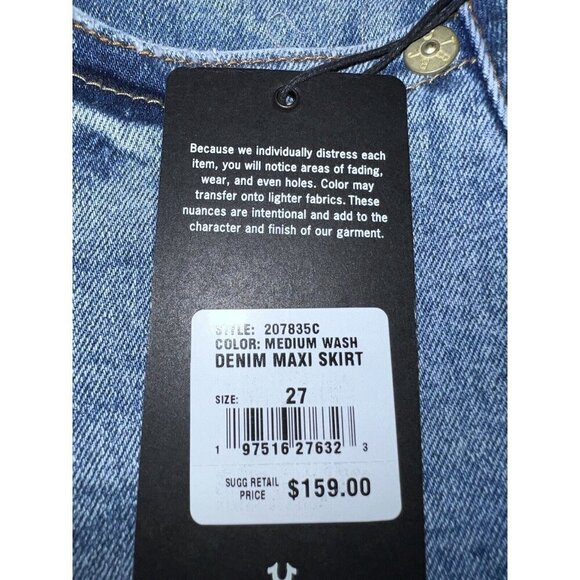 Because we individually distress each
item, you will notice areas of fading,
wear, and even holes. Color may
transfer onto lighter fabrics. These
nuances are intentional and add to the
character and finish of our garment.
STYLE: 207835C
COLOR: MEDIUM WASH
DENIM MAXI SKIRT
SIZE: 27
1 97516 27632 3
SUGG RETAIL
PRICE $159.00